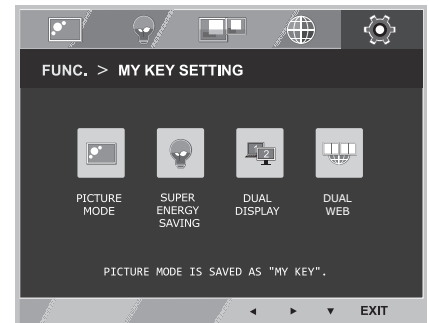 FUNC. > MY KEY SETTING
PICTURE MODE
SUPER ENERGY SAVING
DUAL DISPLAY
DUAL WEB
PICTURE MODE IS SAVED AS "MY KEY".
◄ ► ▼ EXIT